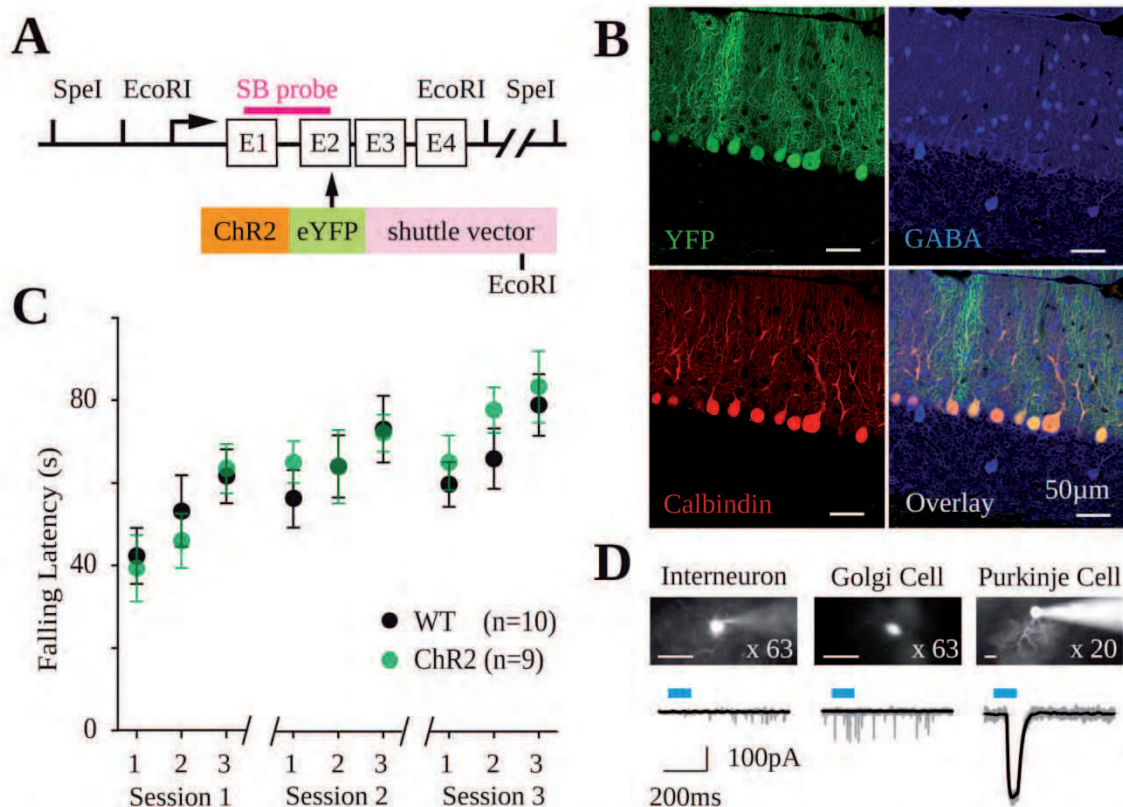 A
SpeI EcoRI SB probe EcoRI SpeI
E1 E2 E3 E4
ChR2 eYFP shuttle vector
EcoRI
B
YFP
GABA
Calbindin
Overlay
50µm
C
Falling Latency (s)
80
40
0
WT (n=10)
ChR2 (n=9)
1 2 3 1 2 3 1 2 3
Session 1 Session 2 Session 3
D
Interneuron Golgi Cell Purkinje Cell
x 63 x 63 x 20
100pA
200ms